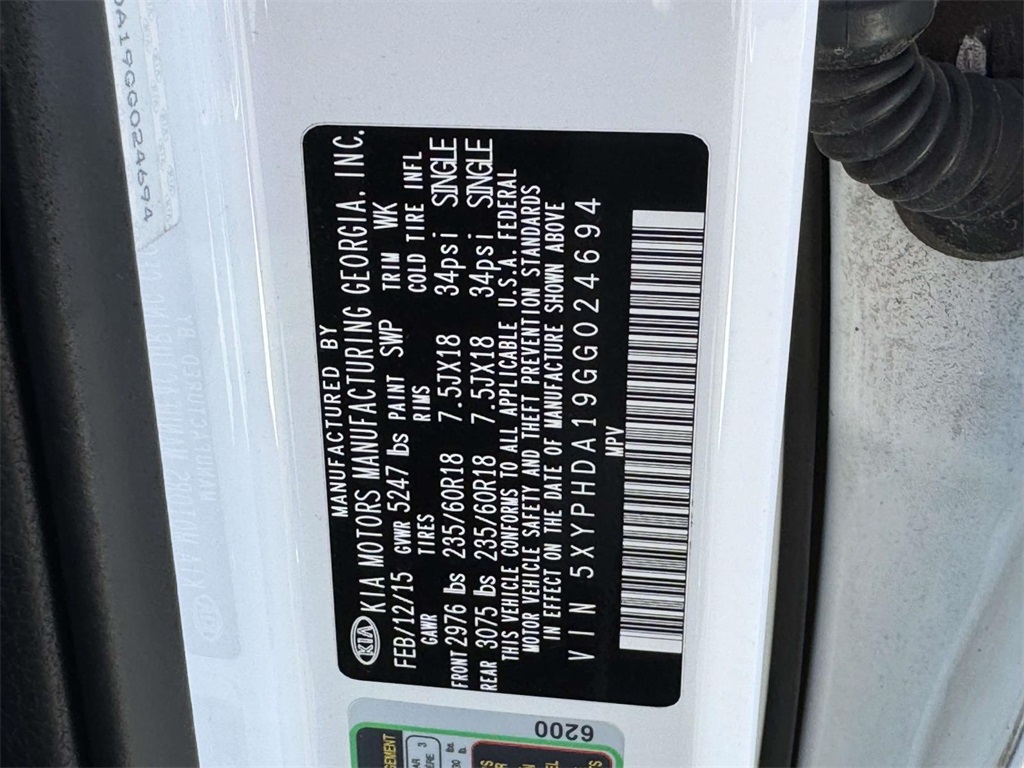 MANUFACTURED BY
KIA KIA MOTORS MANUFACTURING GEORGIA, INC.
FEB/12/15 GVWR 5247 lbs PAINT SWP TRIM WK
GAWR TIRES RIMS COLD TIRE INFL
FRONT 2976 lbs 235/60R18 7.5JX18 34psi SINGLE
REAR 3075 lbs 235/60R18 7.5JX18 34psi SINGLE
THIS VEHICLE CONFORMS TO ALL APPLICABLE U.S.A. FEDERAL
MOTOR VEHICLE SAFETY AND THEFT PREVENTION STANDARDS
IN EFFECT ON THE DATE OF MANUFACTURE SHOWN ABOVE
VIN 5XYPHDA19GG024694
MPV
DA19GG024694
6200